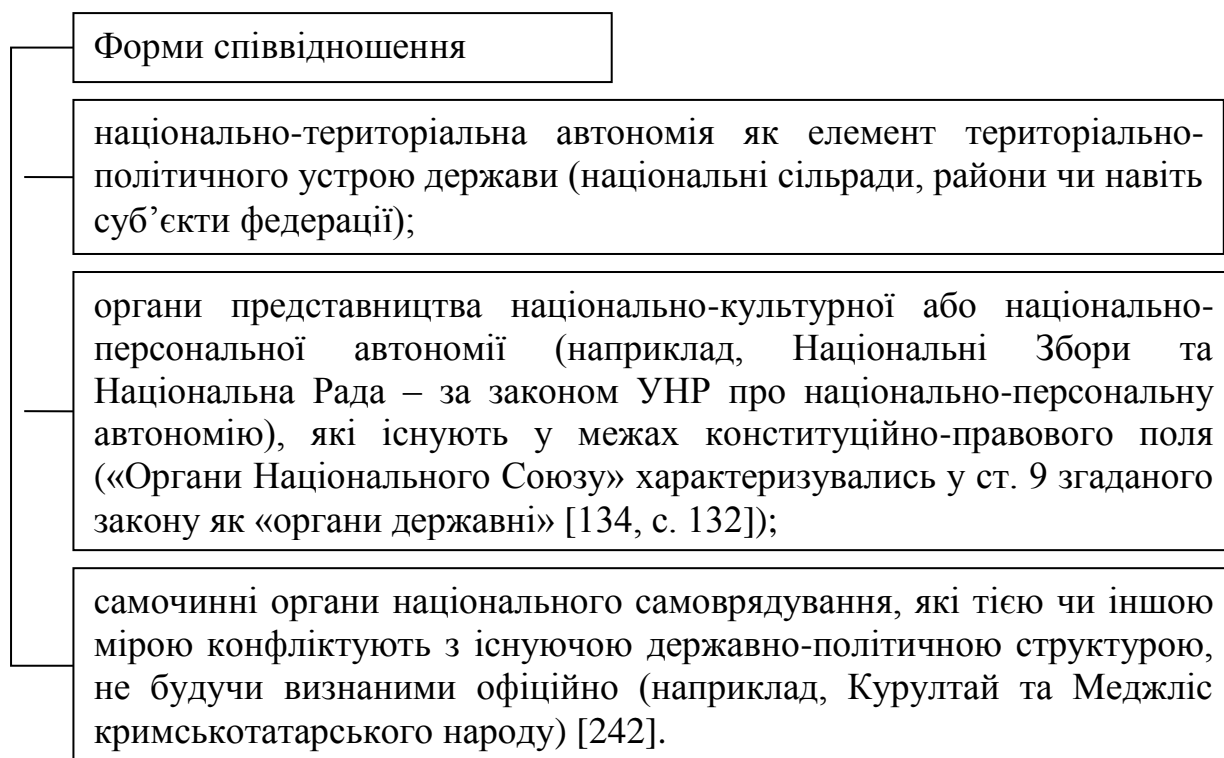 Форми співвідношення
національно-територіальна автономія як елемент територіально-
політичного устрою держави (національні сільради, райони чи навіть
суб’єкти федерації);
органи представництва національно-культурної або національно-
персональної автономії (наприклад, Національні Збори та
Національна Рада – за законом УНР про національно-персональну
автономію), які існують у межах конституційно-правового поля
(«Органи Національного Союзу» характеризувались у ст. 9 згаданого
закону як «органи державні» [134, с. 132]);
самочинні органи національного самоврядування, які тією чи іншою
мірою конфліктують з існуючою державно-політичною структурою,
не будучи визнаними офіційно (наприклад, Курултай та Меджліс
кримськотатарського народу) [242].